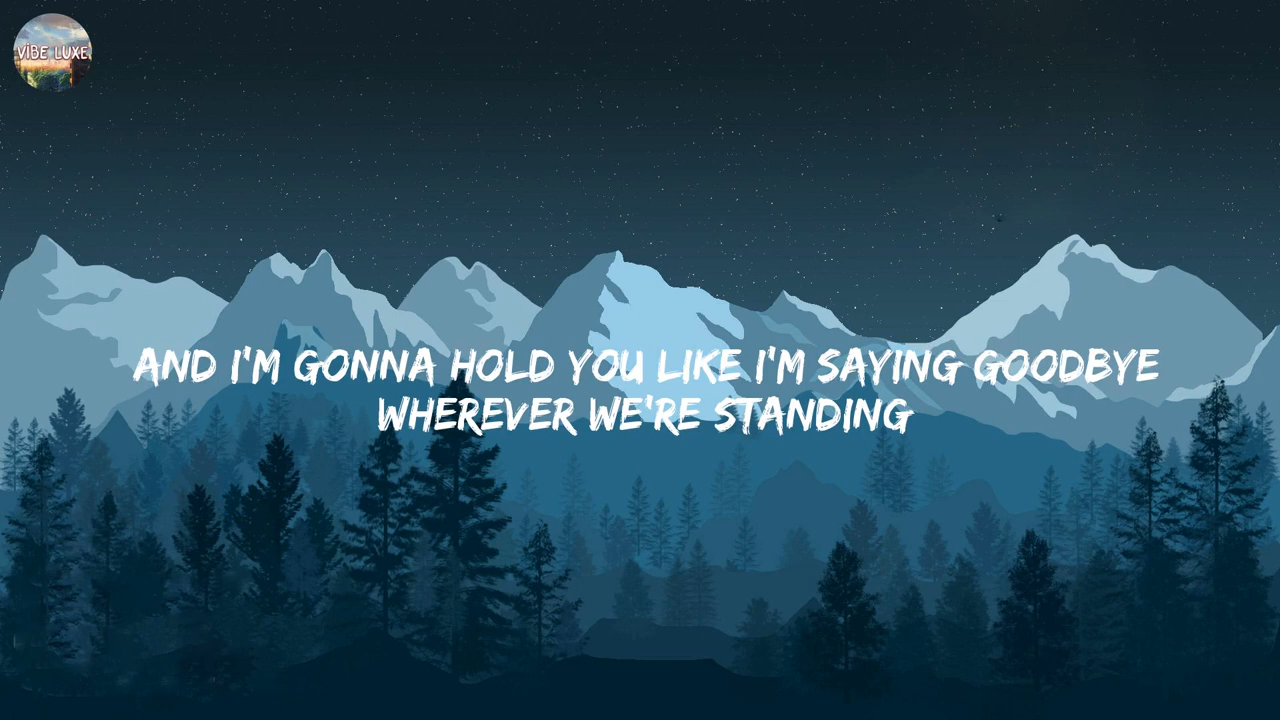 VIBE LUXE
AND I'M GONNA HOLD YOU LIKE I'M SAYING GOODBYE
WHEREVER WE'RE STANDING